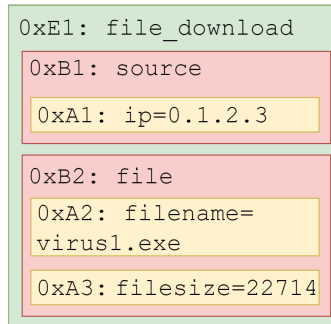 0xE1: file_download
0xB1: source
0xA1: ip=0.1.2.3
0xB2: file
0xA2: filename=
virus1.exe
0xA3: filesize=22714